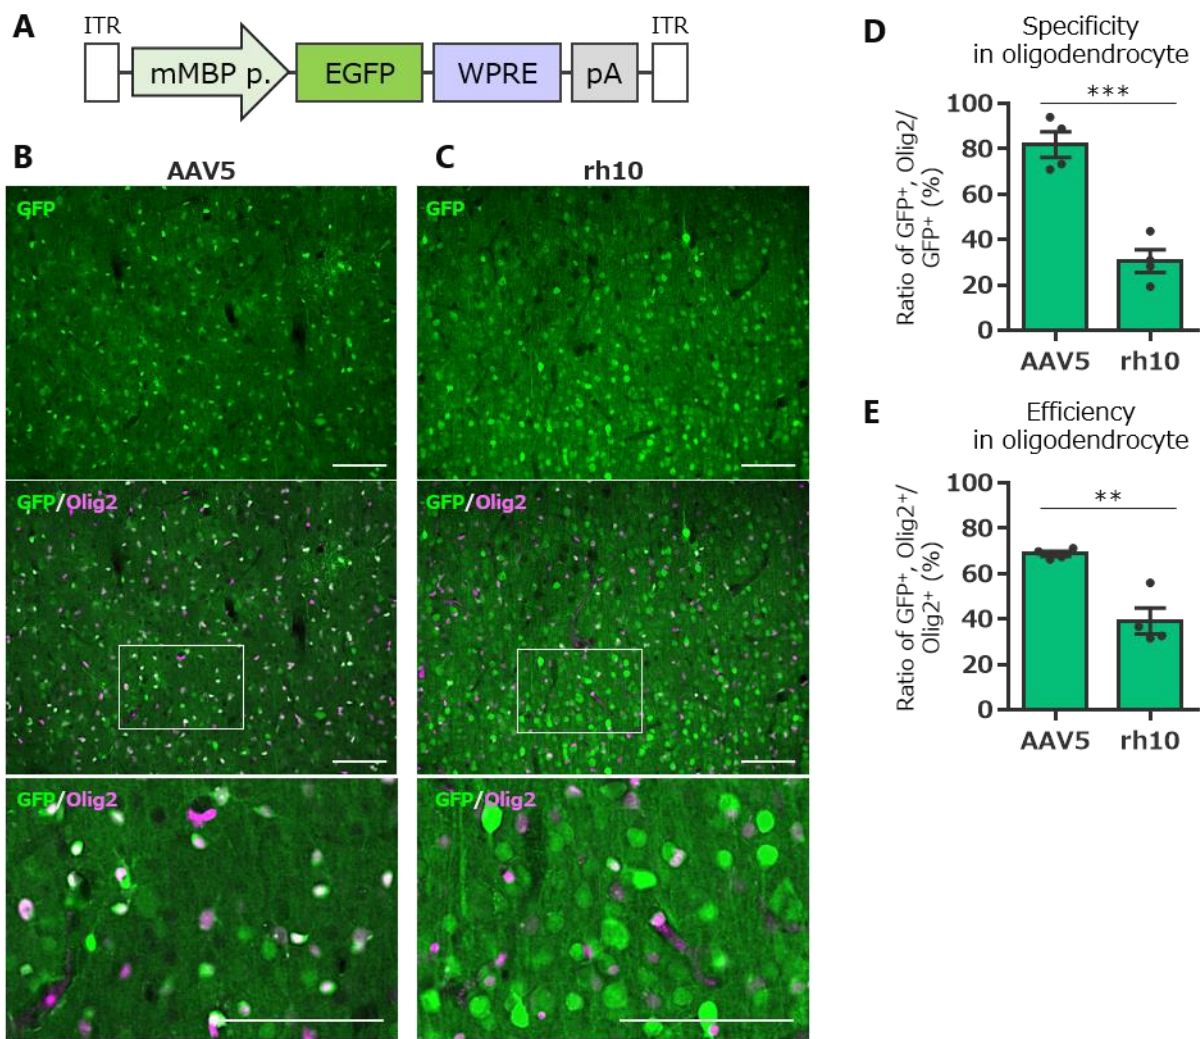 A
ITR
ITR
mMBP p.
EGFP
WPRE
pA
B
AAV5
C
rh10
GFP
GFP
GFP/Olig2
GFP/Olig2
GFP/Olig2
GFP/Olig2
D
Specificity
in oligodendrocyte
***
Ratio of GFP⁺, Olig2/
GFP⁺ (%)
100
80
60
40
20
0
AAV5
rh10
E
Efficiency
in oligodendrocyte
**
Ratio of GFP⁺, Olig2⁺/
Olig2⁺ (%)
100
80
60
40
20
0
AAV5
rh10